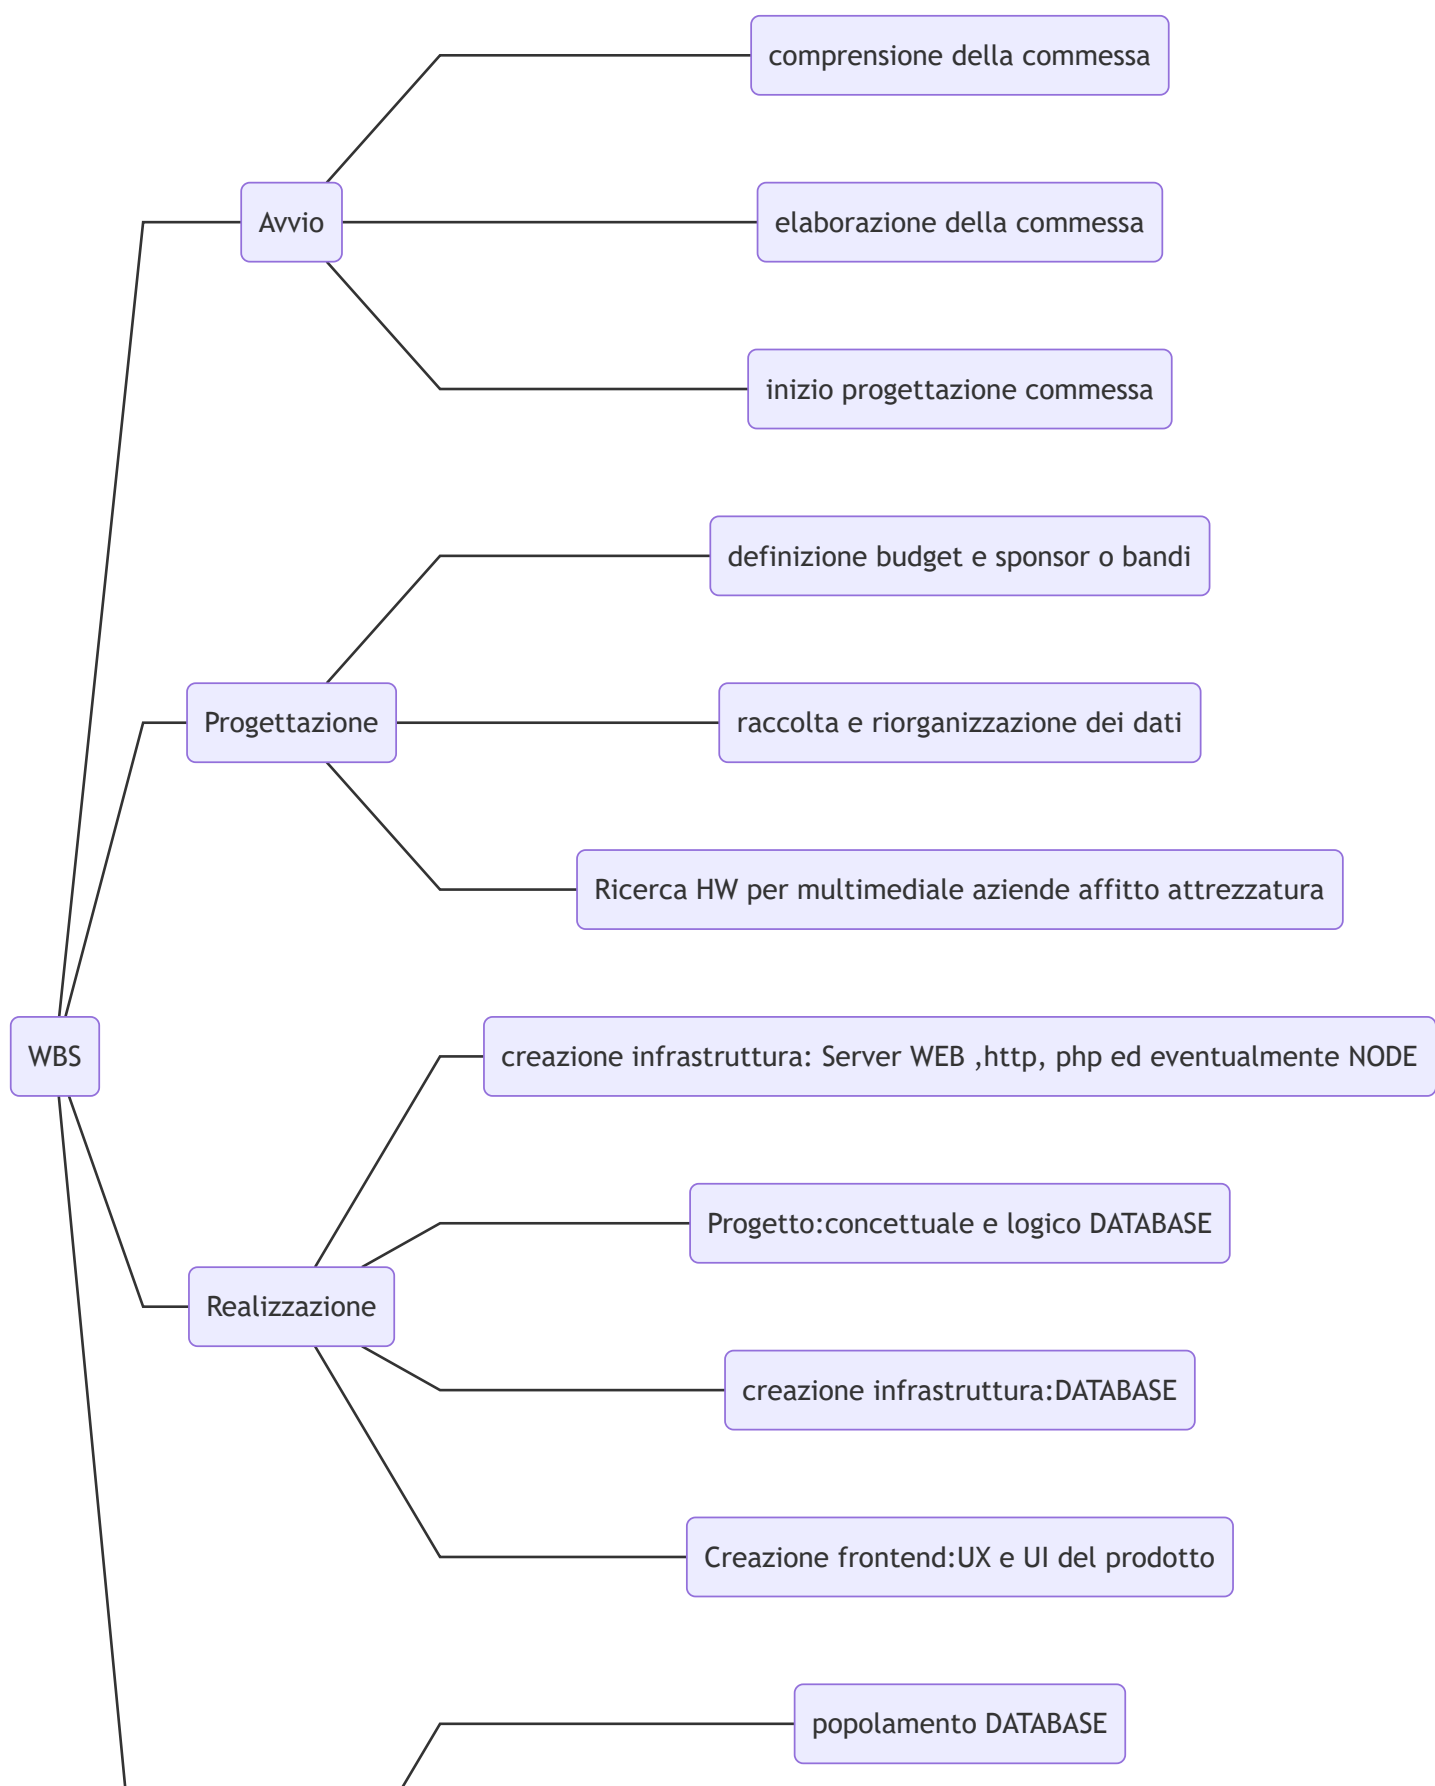 comprensione della commessa
Avvio
elaborazione della commessa
inizio progettazione commessa
definizione budget e sponsor o bandi
Progettazione
raccolta e riorganizzazione dei dati
Ricerca HW per multimediale aziende affitto attrezzatura
WBS
creazione infrastruttura: Server WEB ,http, php ed eventualmente NODE
Progetto:concettuale e logico DATABASE
Realizzazione
creazione infrastruttura:DATABASE
Creazione frontend:UX e UI del prodotto
popolamento DATABASE